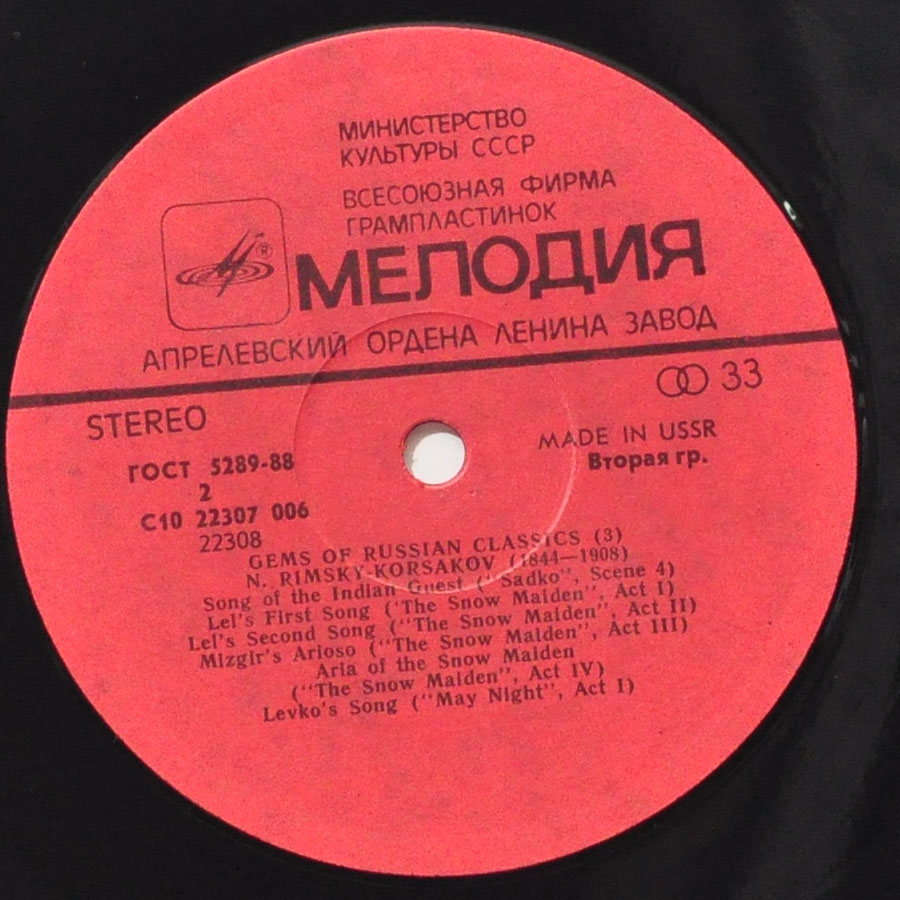 МИНИСТЕРСТВО
КУЛЬТУРЫ СССР
ВСЕСОЮЗНАЯ ФИРМА
ГРАМПЛАСТИНОК
®
МЕЛОДИЯ
АПРЕЛЕВСКИЙ ОРДЕНА ЛЕНИНА ЗАВОД
33
STEREO
MADE IN USSR
ГОСТ 5289-88
Вторая гр.
2
С10 22307 006
22308
GEMS OF RUSSIAN CLASSICS (3)
N. RIMSKY-KORSAKOV (1844—1908)
Song of the Indian Guest ("Sadko", Scene 4)
Lel's First Song ('The Snow Maiden", Act I)
Lel's Second Song ("The Snow Maiden", Act II)
Mizgir's Arioso ("The Snow Maiden", Act III)
Aria of the Snow Maiden
("The Snow Maiden", Act IV)
Levko's Song ("May Night", Act I)